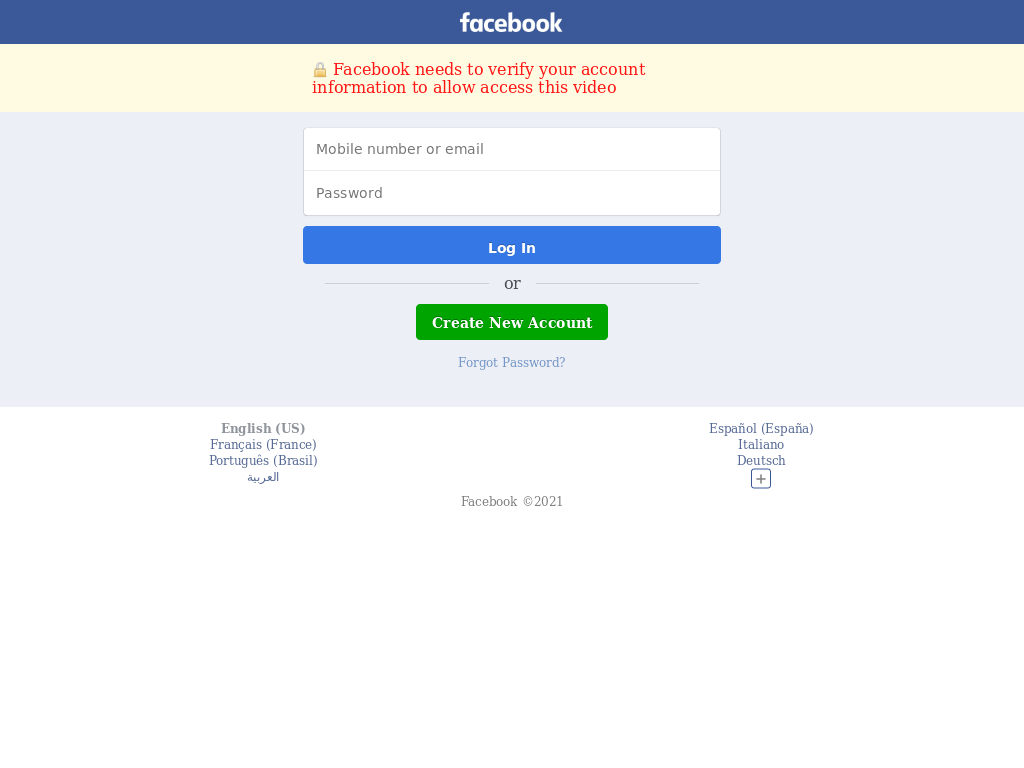 facebook
Facebook needs to verify your account
information to allow access this video
Mobile number or email
Password
Log In
or
Create New Account
Forgot Password?
English (US)
Français (France)
Português (Brasil)
العربية
Español (España)
Italiano
Deutsch
Facebook ©2021